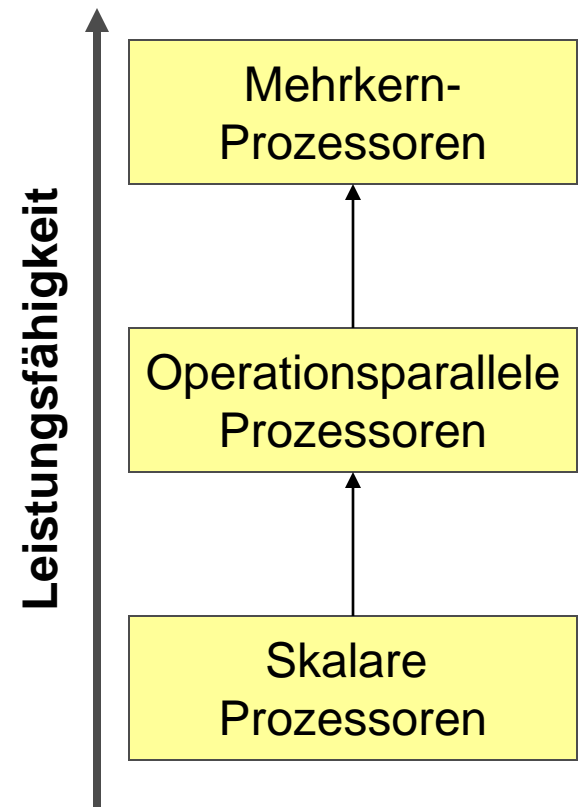 Leistungsfähigkeit
Mehrkern-
Prozessoren
Operationsparallele
Prozessoren
Skalare
Prozessoren